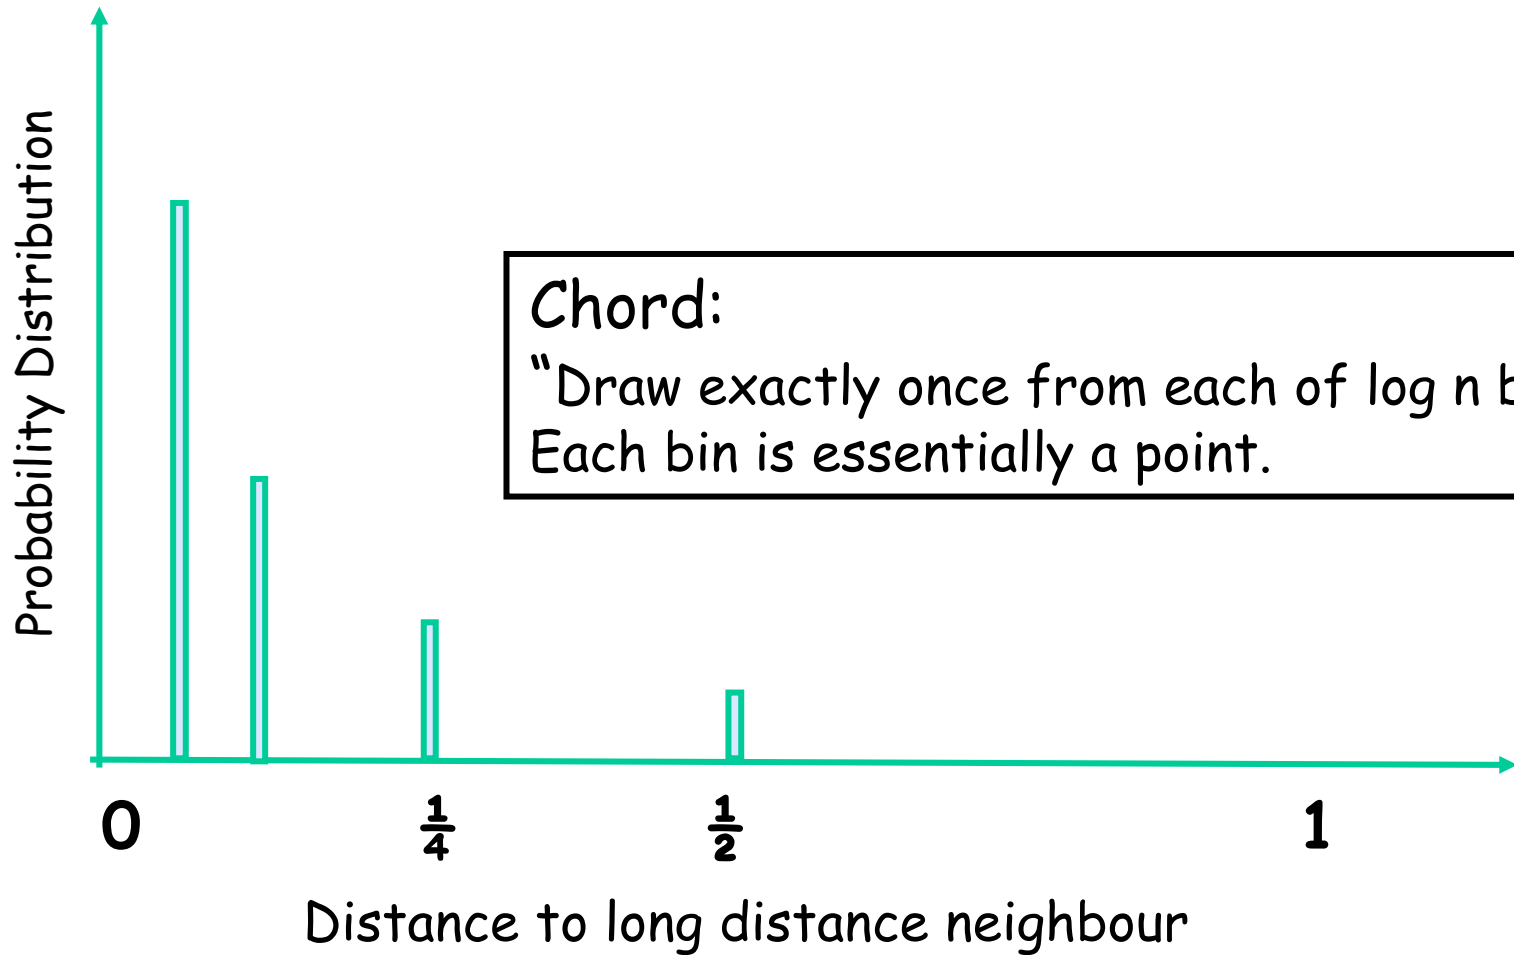 Probability Distribution
Chord:
“Draw exactly once from each of log n
Each bin is essentially a point.
0
1/4
1/2
1
Distance to long distance neighbour